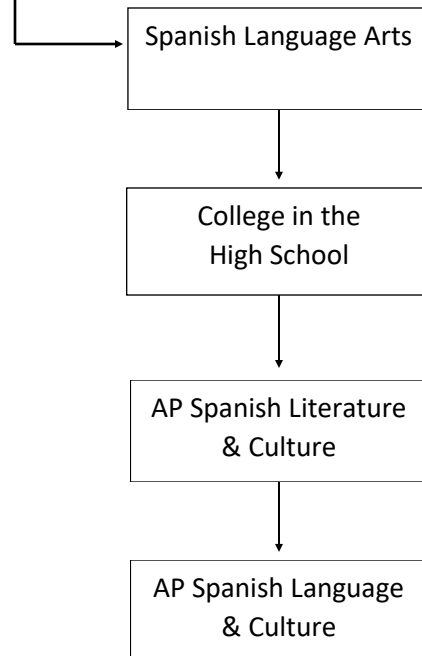 Spanish Language Arts
College in the
High School
AP Spanish Literature
& Culture
AP Spanish Language
& Culture